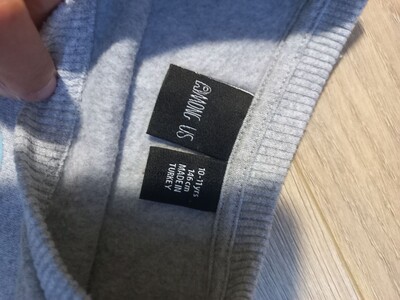 AMONG US
10-11 yrs
146 cm
MADE IN
TURKEY